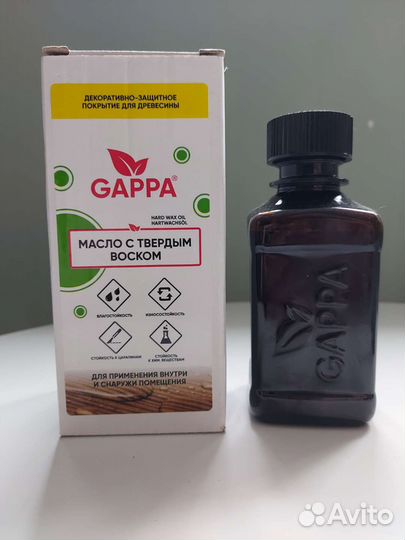 ДЕКОРАТИВНО-ЗАЩИТНОЕ
ПОКРЫТИЕ ДЛЯ ДРЕВЕСИНЫ
GAPPA®
HARD WAX OIL
HARTWACHSÖL
МАСЛО С ТВЕРДЫМ
ВОСКОМ
ВЛАГОСТОЙКОСТЬ
ИЗНОСОСТОЙКОСТЬ
СТОЙКОСТЬ К ЦАРАПИНАМ
СТОЙКОСТЬ
К ХИМ. ВЕЩЕСТВАМ
ДЛЯ ПРИМЕНЕНИЯ ВНУТРИ
И СНАРУЖИ ПОМЕЩЕНИЯ
GAPPA
Avito